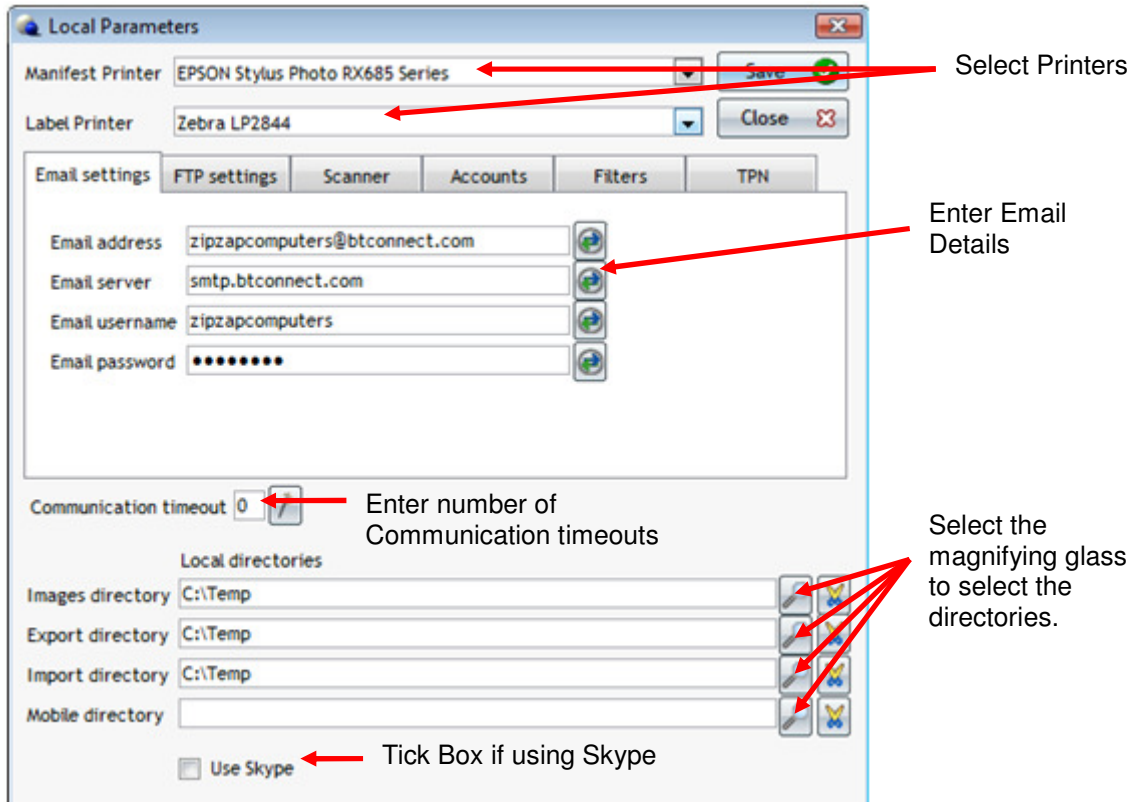 Local Parameters
Manifest Printer EPSON Stylus Photo RX685 Series Save
Select Printers
Label Printer Zebra LP2844 Close
Email settings FTP settings Scanner Accounts Filters TPN
Enter Email
Details
Email address zipzapcomputers@btconnect.com
Email server smtp.btconnect.com
Email username zipzapcomputers
Email password ••••••••
Communication timeout 0
Enter number of
Communication timeouts
Select the
magnifying glass
to select the
directories.
Local directories
Images directory C:\Temp
Export directory C:\Temp
Import directory C:\Temp
Mobile directory
Use Skype
Tick Box if using Skype